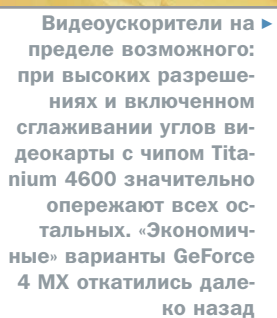 Видеоускорители на ▸
пределе возможного:
при высоких разреше-
ниях и включенном
сглаживании углов ви-
деокарты с чипом Tita-
nium 4600 значительно
опережают всех ос-
тальных. «Экономич-
ные» варианты GeForce
4 MX откатились дале-
ко назад